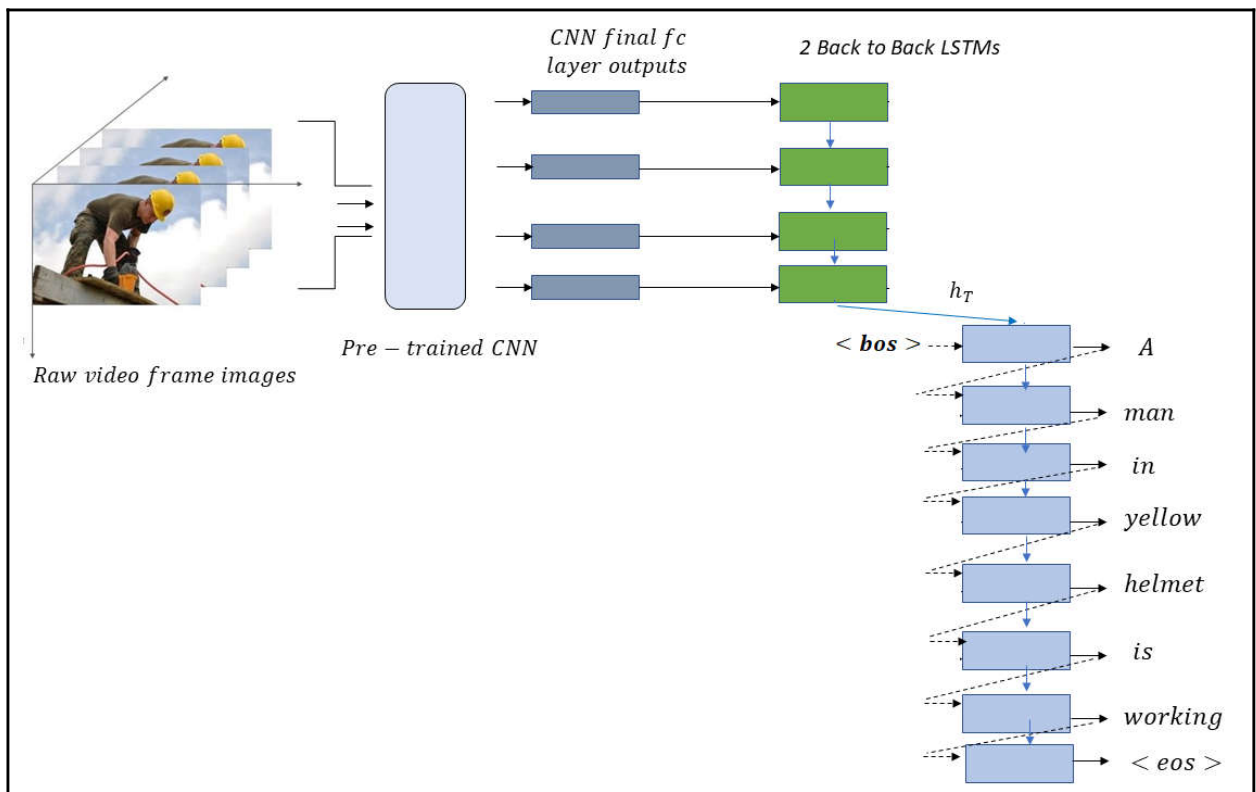 CNN final fc
layer outputs
2 Back to Back LSTMs
Raw video frame images
Pre − trained CNN
h_T
< bos >
A
man
in
yellow
helmet
is
working
< eos >